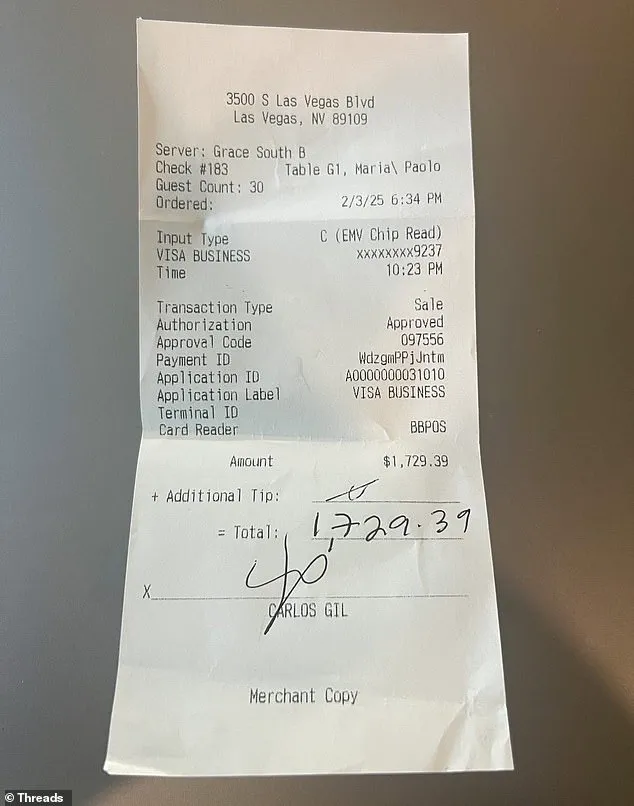 3500 S Las Vegas Blvd
Las Vegas, NV 89109
Server: Grace South B
Check #183 Table G1, Maria\ Paolo
Guest Count: 30
Ordered: 2/3/25 6:34 PM
Input Type C (EMV Chip Read)
VISA BUSINESS xxxxxxxx9237
Time 10:23 PM
Transaction Type Sale
Authorization Approved
Approval Code 097556
Payment ID WdzgmPPjJntm
Application ID A0000000031010
Application Label VISA BUSINESS
Terminal ID
Card Reader BBPOS
Amount $1,729.39
+ Additional Tip:
= Total: 1,729.39
X
CARLOS GIL
Merchant Copy
© Threads